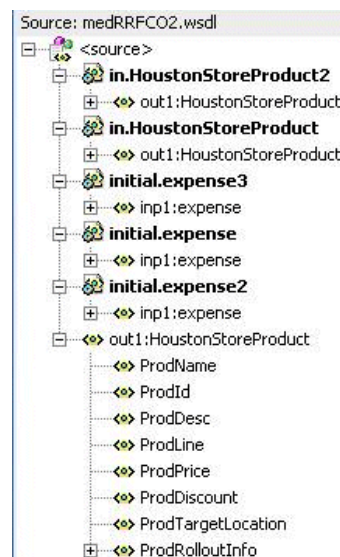 Source: medRRFCO2.wsdl
<source>
in.HoustonStoreProduct2
out1:HoustonStoreProduct
in.HoustonStoreProduct
out1:HoustonStoreProduct
initial.expense3
inp1:expense
initial.expense
inp1:expense
initial.expense2
inp1:expense
out1:HoustonStoreProduct
ProdName
ProdId
ProdDesc
ProdLine
ProdPrice
ProdDiscount
ProdTargetLocation
ProdRolloutInfo